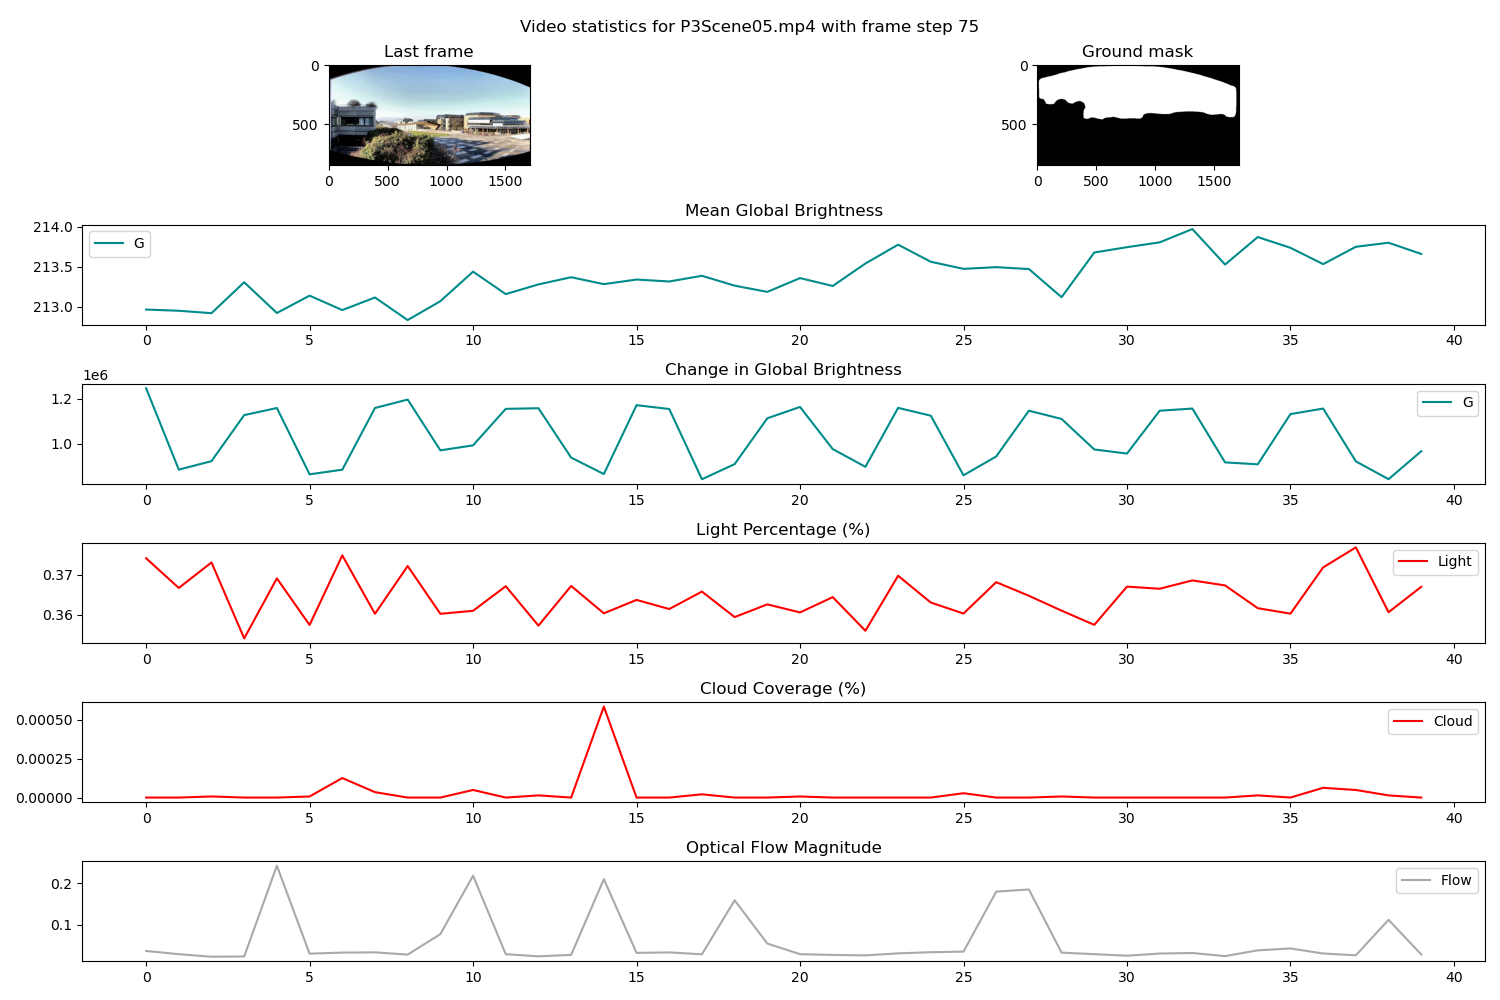 Video statistics for P3Scene05.mp4 with frame step 75
Last frame
0
500
0 500 1000 1500
Ground mask
0
500
0 500 1000 1500
Mean Global Brightness
G
214.0
213.5
213.0
0 5 10 15 20 25 30 35 40
Change in Global Brightness
1e6
G
1.2
1.0
0 5 10 15 20 25 30 35 40
Light Percentage (%)
Light
0.37
0.36
0 5 10 15 20 25 30 35 40
Cloud Coverage (%)
Cloud
0.00050
0.00025
0.00000
0 5 10 15 20 25 30 35 40
Optical Flow Magnitude
Flow
0.2
0.1
0 5 10 15 20 25 30 35 40